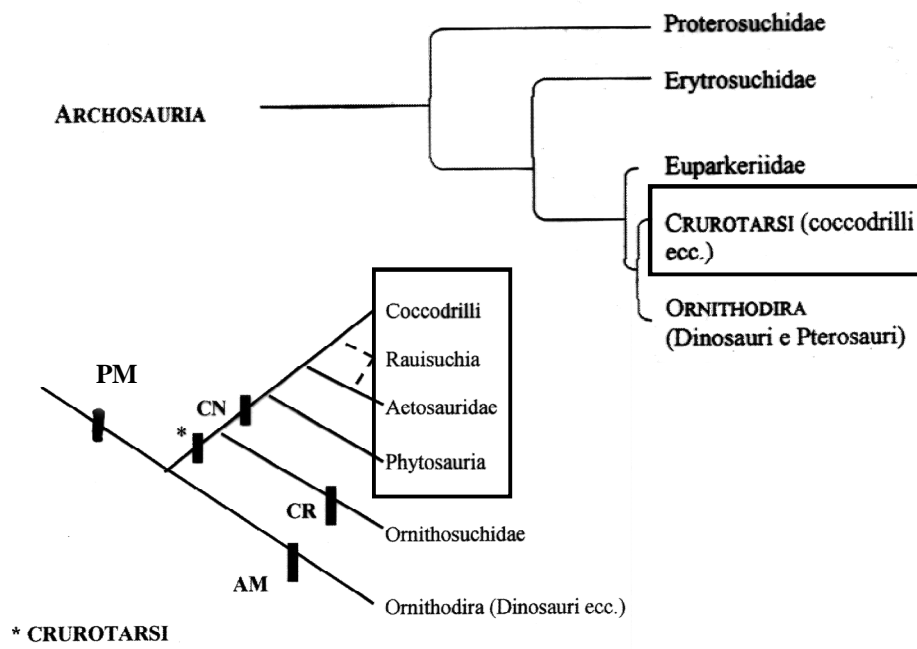 Proterosuchidae
Erytrosuchidae
ARCHOSAURIA
Euparkeriidae
CRUROTARSI (coccodrilli
ecc.)
ORNITHODIRA
(Dinosauri e Pterosauri)
Coccodrilli
Rauisuchia
PM
CN
Aetosauridae
*
Phytosauria
CR
Ornithosuchidae
AM
Ornithodira (Dinosauri ecc.)
* CRUROTARSI